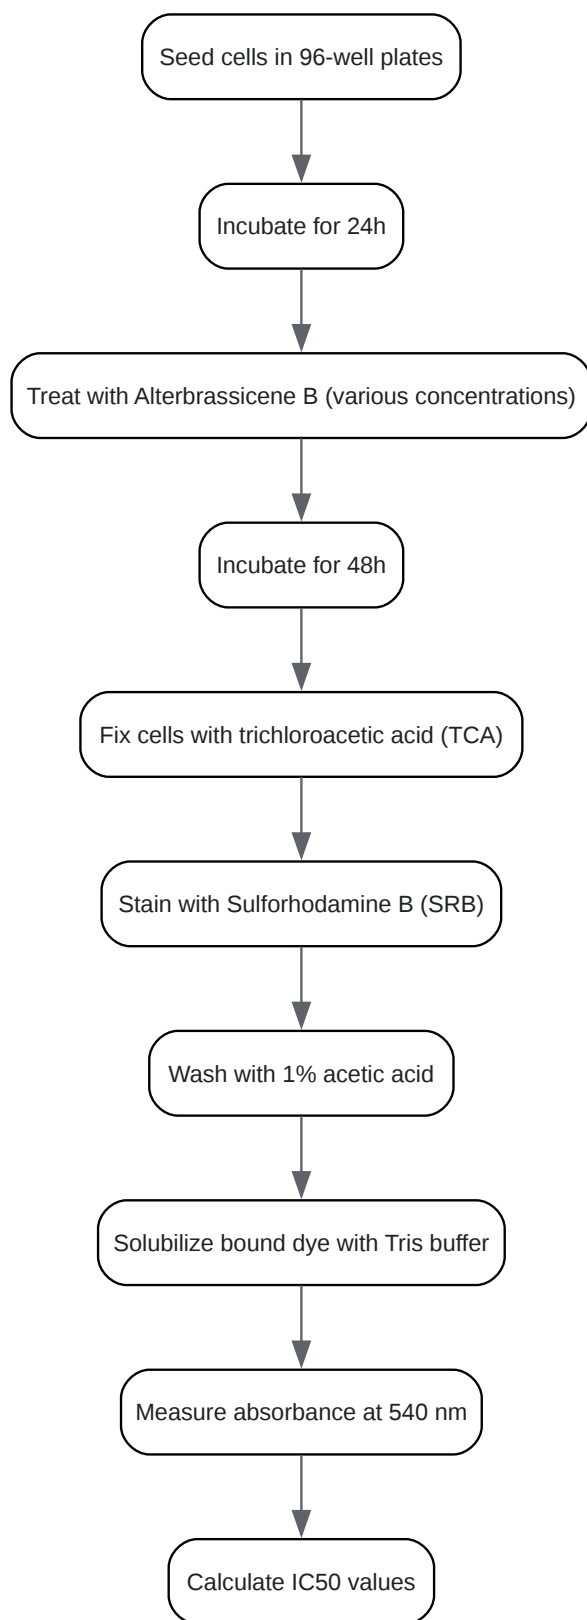 Seed cells in 96-well plates
Incubate for 24h
Treat with Alterbrassicene B (various concentrations)
Incubate for 48h
Fix cells with trichloroacetic acid (TCA)
Stain with Sulforhodamine B (SRB)
Wash with 1% acetic acid
Solubilize bound dye with Tris buffer
Measure absorbance at 540 nm
Calculate IC50 values